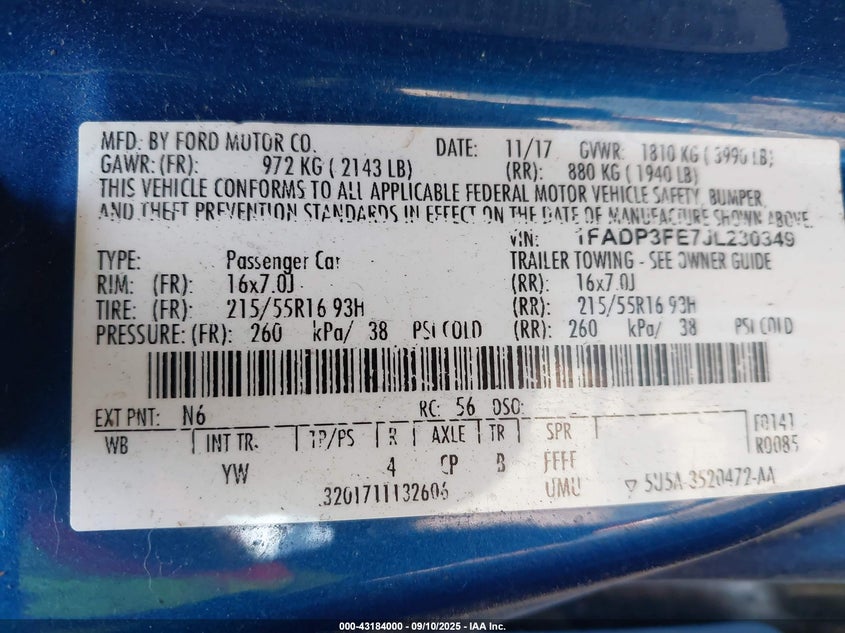 MFD. BY FORD MOTOR CO. DATE: 11/17 GVWR: 1810 KG ( 3990 LB)
GAWR: (FR): 972 KG ( 2143 LB) (RR): 880 KG ( 1940 LB)
THIS VEHICLE CONFORMS TO ALL APPLICABLE FEDERAL MOTOR VEHICLE SAFETY, BUMPER,
AND THEFT PREVENTION STANDARDS IN EFFECT ON THE DATE OF MANUFACTURE SHOWN ABOVE.
VIN: 1FADP3FE7JL230349
TYPE: Passenger Car TRAILER TOWING - SEE OWNER GUIDE
RIM: (FR): 16x7.0J (RR): 16x7.0J
TIRE: (FR): 215/55R16 93H (RR): 215/55R16 93H
PRESSURE: (FR): 260 kPa/ 38 PSI COLD (RR): 260 kPa/ 38 PSI COLD
EXT PNT: N6 RC: 56 DSO: F0141
WB INT TR. TP/PS R AXLE TR SPR R0085
YW 4 CP B FFFF
3201711132606 UMU ▽ 5U5A-3520472-AA
000-43184000 — 09/10/2025 — IAA Inc.